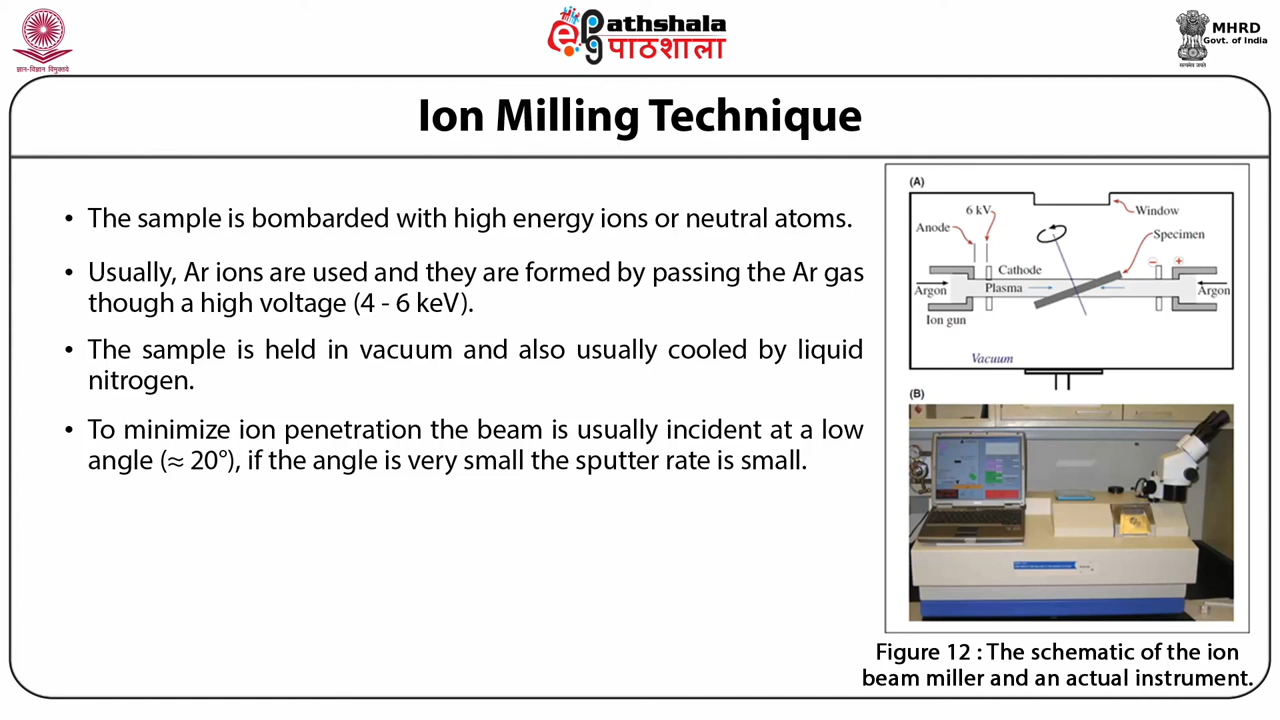 ज्ञान-विज्ञान विमुक्तये
ePathshala
पाठशाला
MHRD
Govt. of India
सत्यमेव जयते
Ion Milling Technique
• The sample is bombarded with high energy ions or neutral atoms.
• Usually, Ar ions are used and they are formed by passing the Ar gas
though a high voltage (4 - 6 keV).
• The sample is held in vacuum and also usually cooled by liquid
nitrogen.
• To minimize ion penetration the beam is usually incident at a low
angle (≈ 20°), if the angle is very small the sputter rate is small.
(A)
6 kV
Window
Anode
Specimen
Cathode
Argon
Plasma
Argon
Ion gun
Vacuum
(B)
Figure 12 : The schematic of the ion
beam miller and an actual instrument.